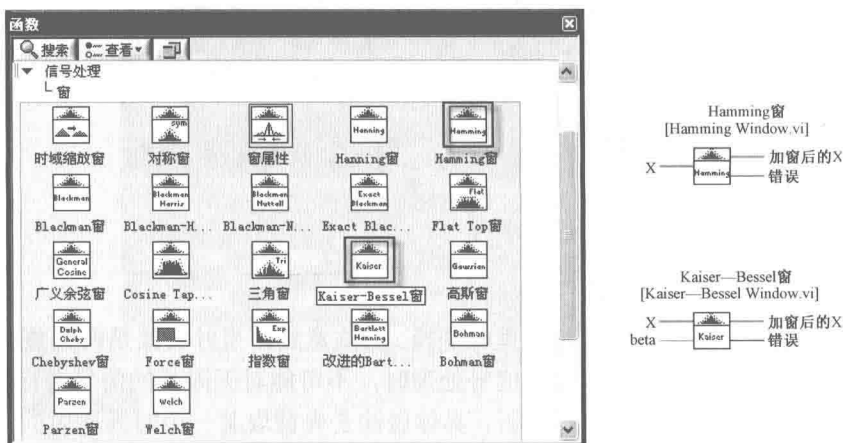 函数
搜索 查看
信号处理
窗
sym
Hanning
Hamming
时域缩放窗 对称窗 窗属性 Hanning窗 Hamming窗
Blackman
Blackman Harris
Blackman Nuttall
Exact Blackman
Flat
Blackman窗 Blackman-H... Blackman-N... Exact Blac... Flat Top窗
General Cosine
Tri
Kaiser
Gaussian
广义余弦窗 Cosine Tap... 三角窗 Kaiser-Bessel窗 高斯窗
Dolph Cheby
Exp
Bartlett Hanning
Bohman
Chebyshev窗 Force窗 指数窗 改进的Bart... Bohman窗
Parzen
Welch
Parzen窗 Welch窗
Hamming窗
[Hamming Window.vi]
X
Hamming
加窗后的X
错误
Kaiser—Bessel窗
[Kaiser—Bessel Window.vi]
X
beta
Kaiser
加窗后的X
错误